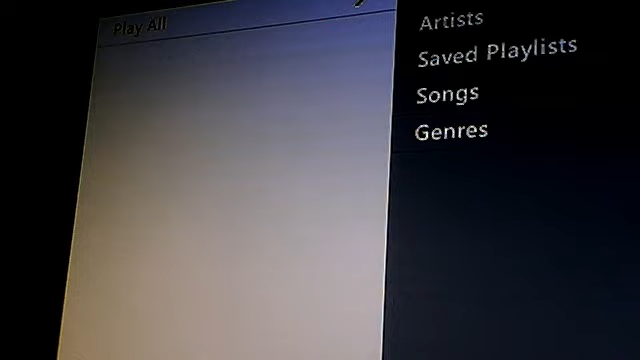 Play All
Artists
Saved Playlists
Songs
Genres